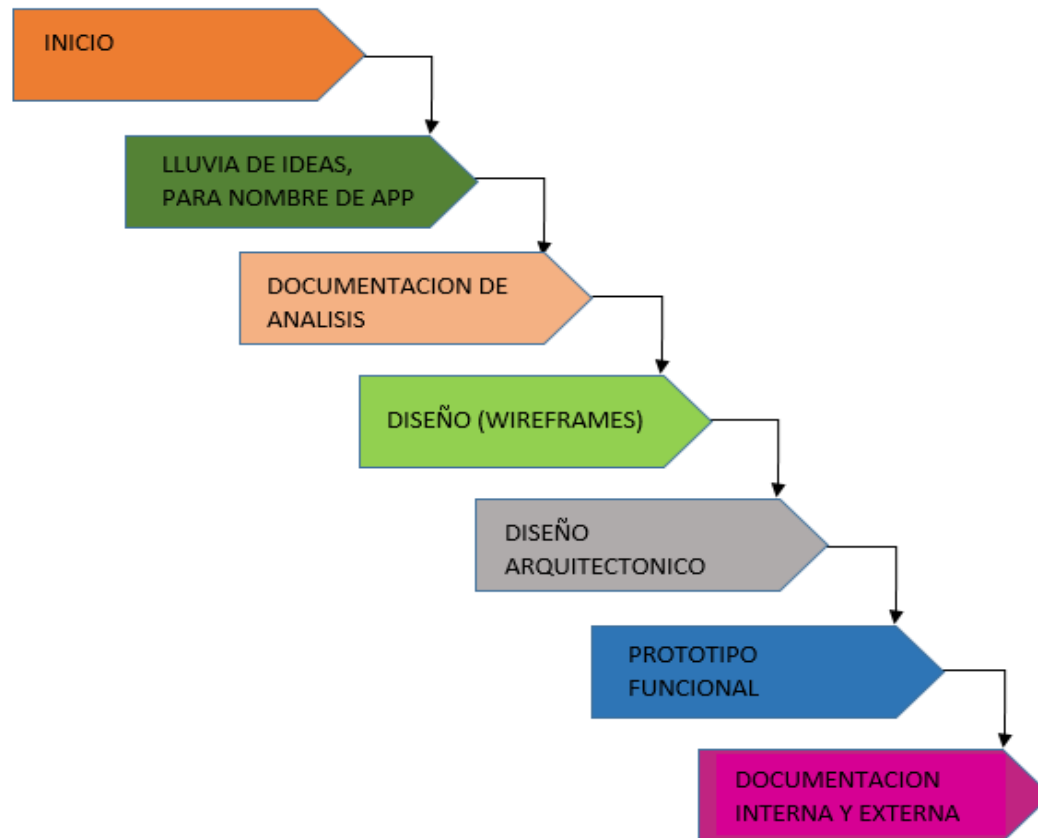 INICIO
LLUVIA DE IDEAS,
PARA NOMBRE DE APP
DOCUMENTACION DE
ANALISIS
DISEÑO (WIREFRAMES)
DISEÑO
ARQUITECTONICO
PROTOTIPO
FUNCIONAL
DOCUMENTACION
INTERNA Y EXTERNA